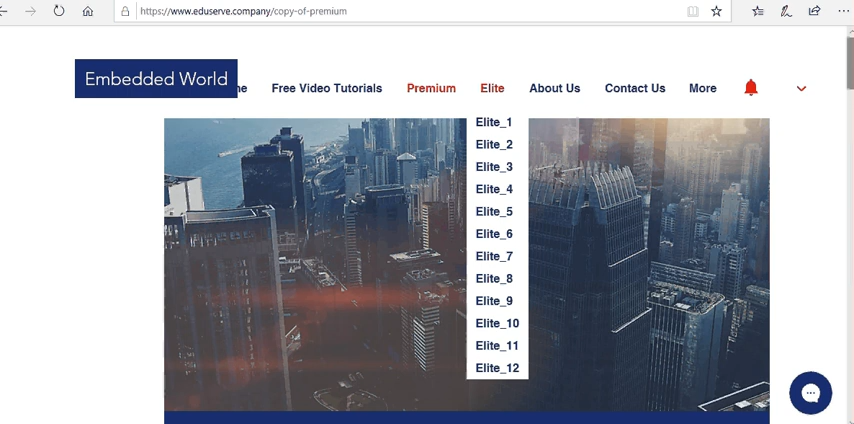 https://www.eduserve.company/copy-of-premium
Embedded World
Free Video Tutorials Premium Elite About Us Contact Us More
Elite_1
Elite_2
Elite_3
Elite_4
Elite_5
Elite_6
Elite_7
Elite_8
Elite_9
Elite_10
Elite_11
Elite_12